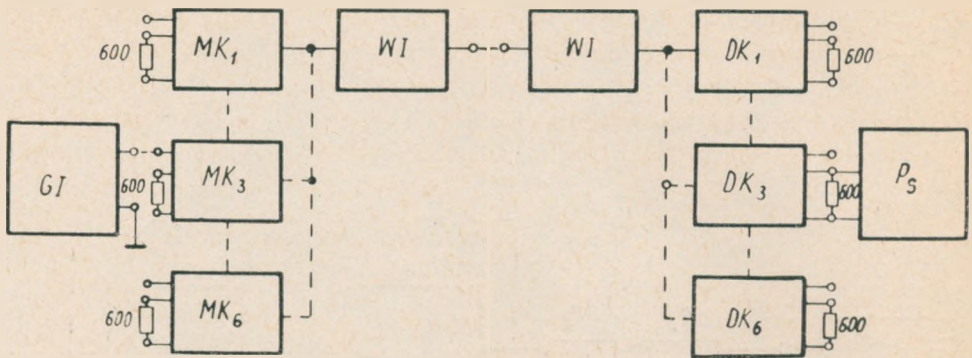 600 MK₁ WI WI DK₁ 600
GI 600 MK₃ DK₃ 600 Pₛ
600 MK₆ DK₆ 600